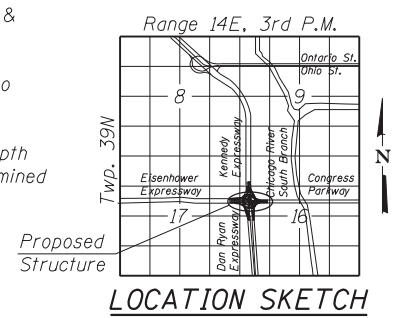 &
o
pth
mined
Range 14E, 3rd P.M.
Twp. 39N
Ontario St.
Ohio St.
8
9
Kennedy
Expressway
Chicago River
South Branch
Eisenhower
Expressway
Congress
Parkway
17
16
Dan Ryan
Expressway
Proposed
Structure
N
LOCATION SKETCH